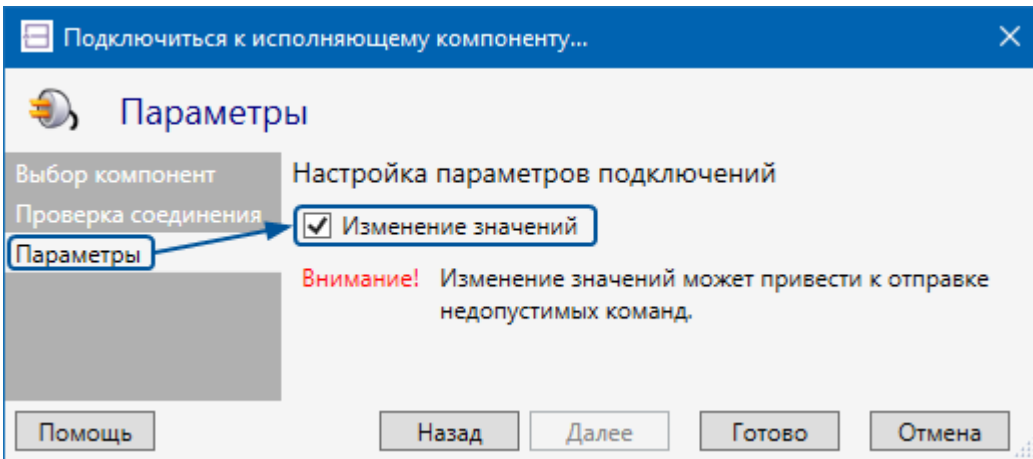 Подключиться к исполняющему компоненту...
Параметры
Выбор компонент
Проверка соединения
Параметры
Настройка параметров подключений
Изменение значений
Внимание! Изменение значений может привести к отправке
недопустимых команд.
Помощь Назад Далее Готово Отмена